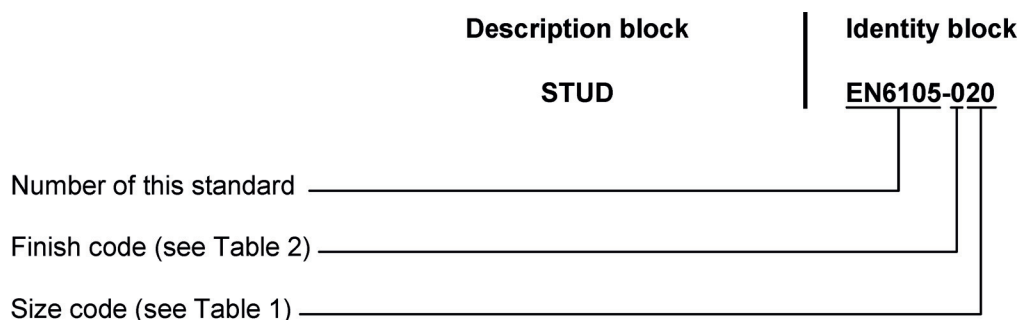 Description block Identity block
STUD EN6105-020
Number of this standard
Finish code (see Table 2)
Size code (see Table 1)